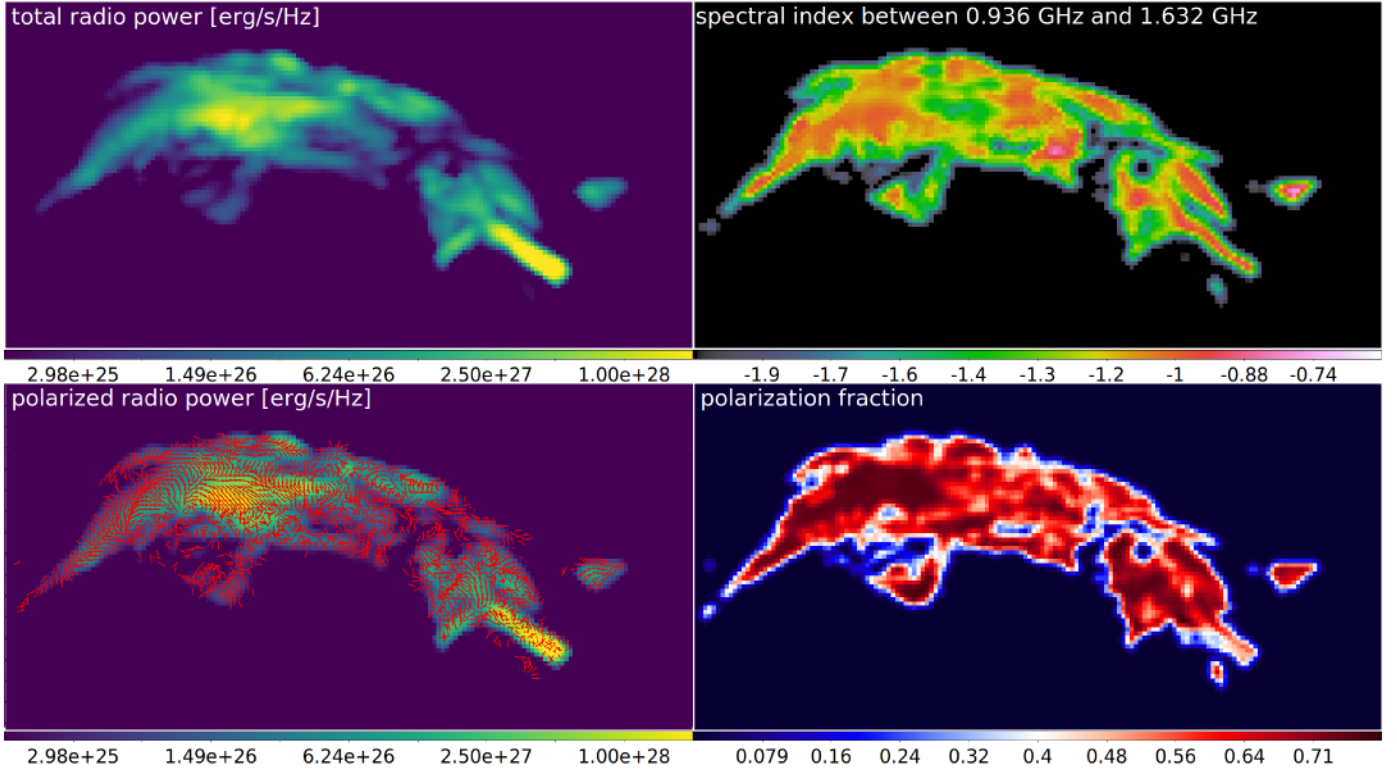 total radio power [erg/s/Hz]
spectral index between 0.936 GHz and 1.632 GHz
2.98e+25 1.49e+26 6.24e+26 2.50e+27 1.00e+28
-1.9 -1.7 -1.6 -1.4 -1.3 -1.2 -1 -0.88 -0.74
polarized radio power [erg/s/Hz]
polarization fraction
2.98e+25 1.49e+26 6.24e+26 2.50e+27 1.00e+28
0.079 0.16 0.24 0.32 0.4 0.48 0.56 0.64 0.71